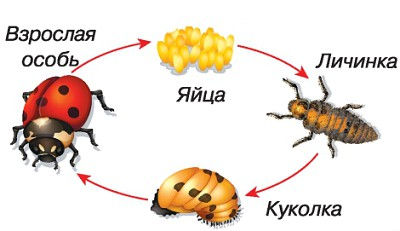 Взрослая
особь
Яйца
Личинка
Куколка